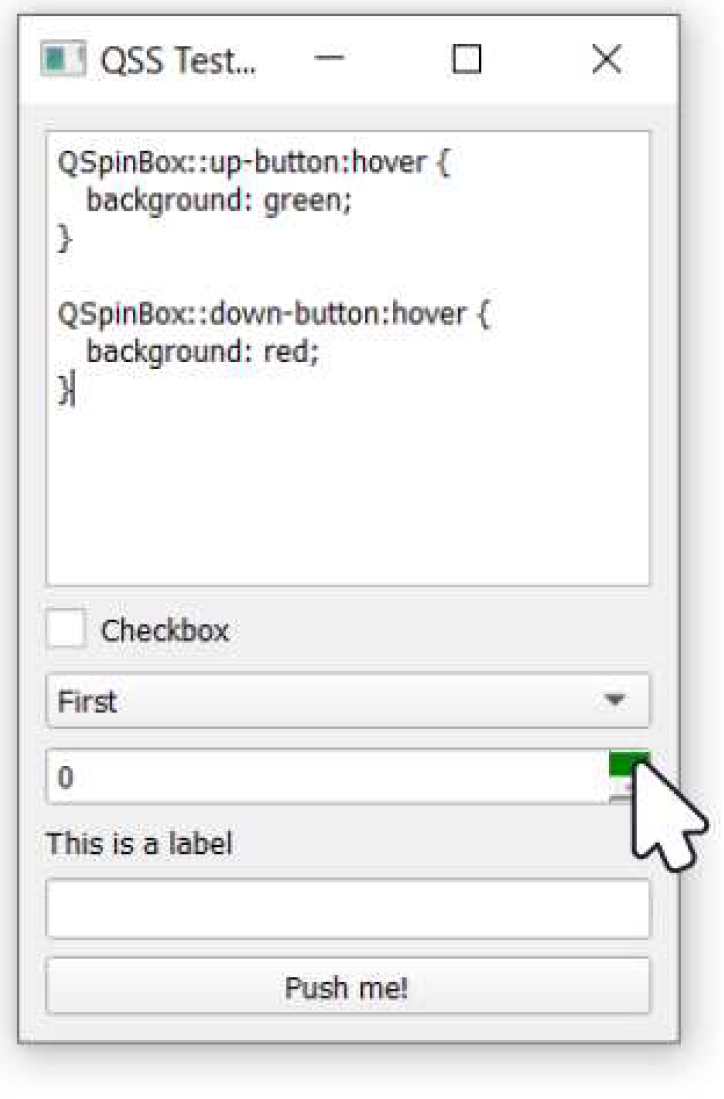 QSS Test...
QSpinBox::up-button:hover {
   background: green;
}

QSpinBox::down-button:hover {
   background: red;
}
Checkbox
First
0
This is a label
Push me!